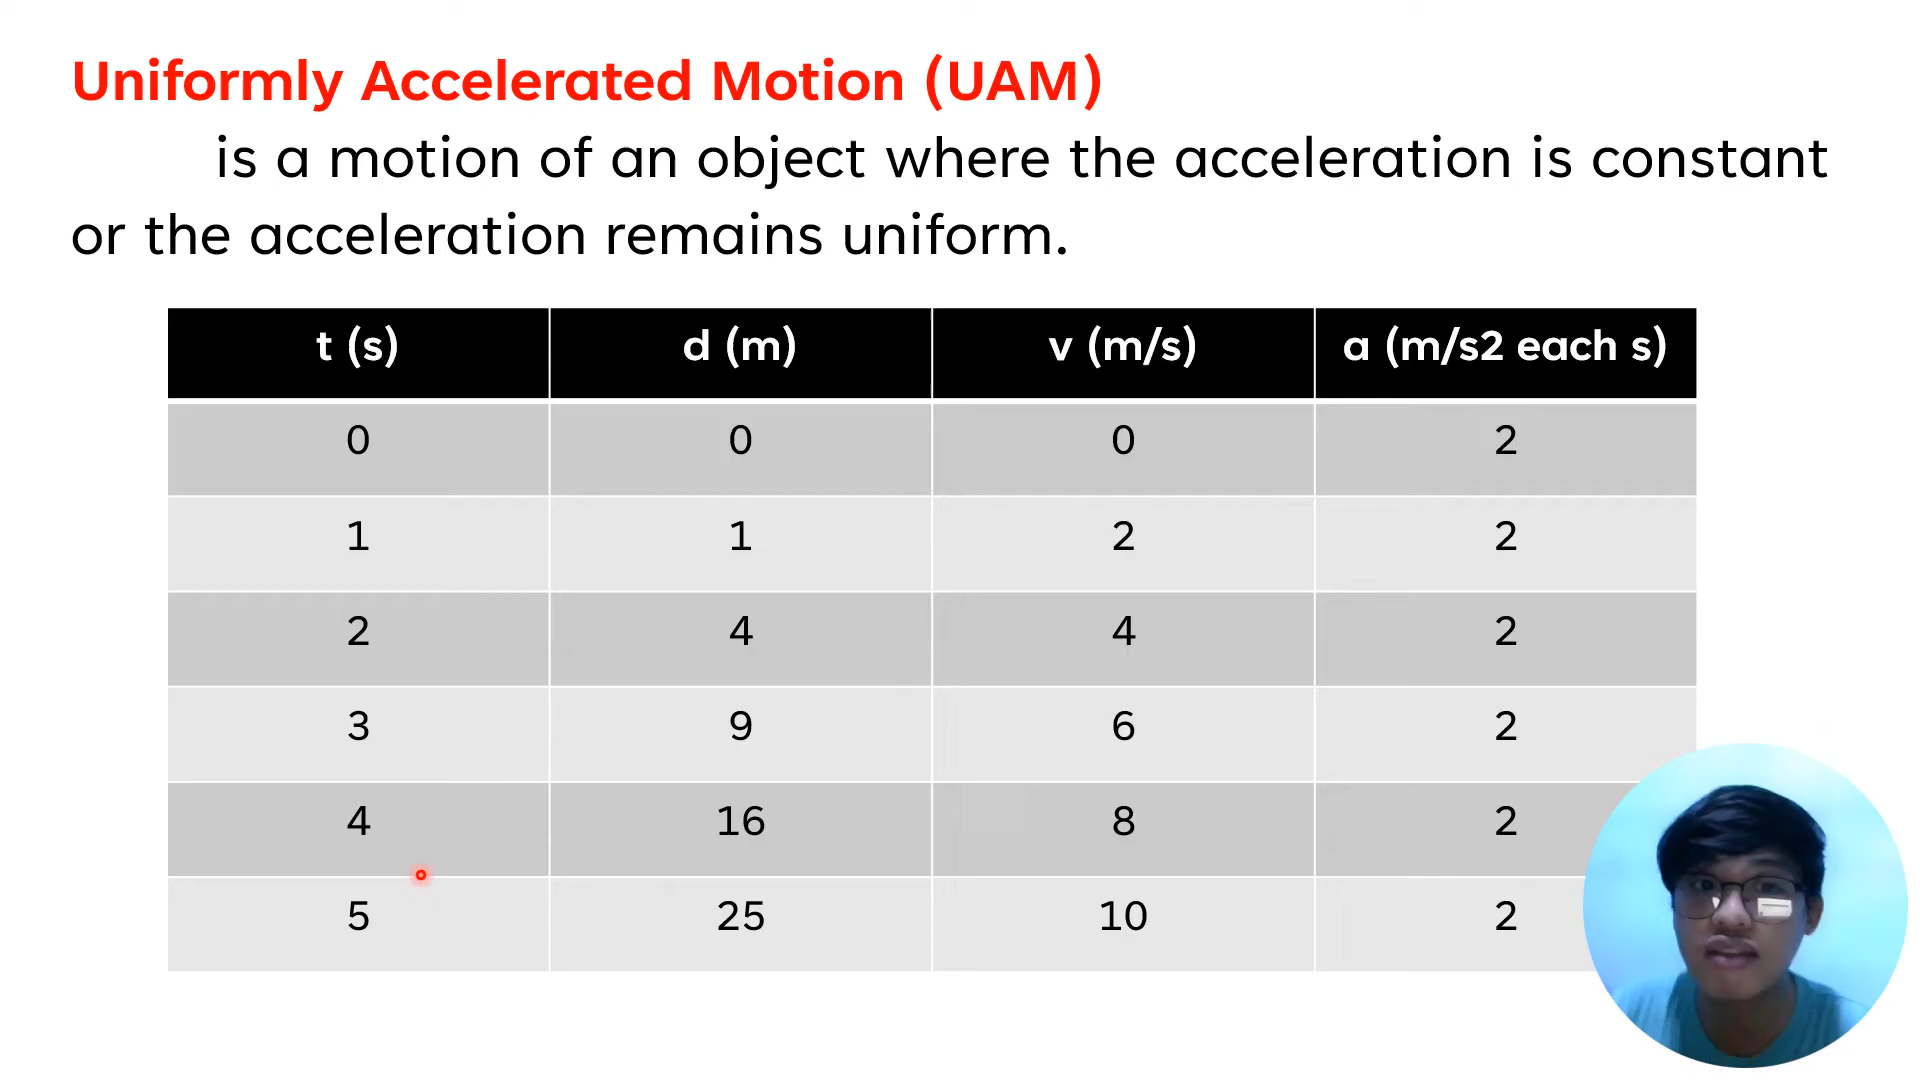 Uniformly Accelerated Motion (UAM)
is a motion of an object where the acceleration is constant
or the acceleration remains uniform.
t (s) d (m) v (m/s) a (m/s2 each s)
0 0 0 2
1 1 2 2
2 4 4 2
3 9 6 2
4 16 8 2
5 25 10 2